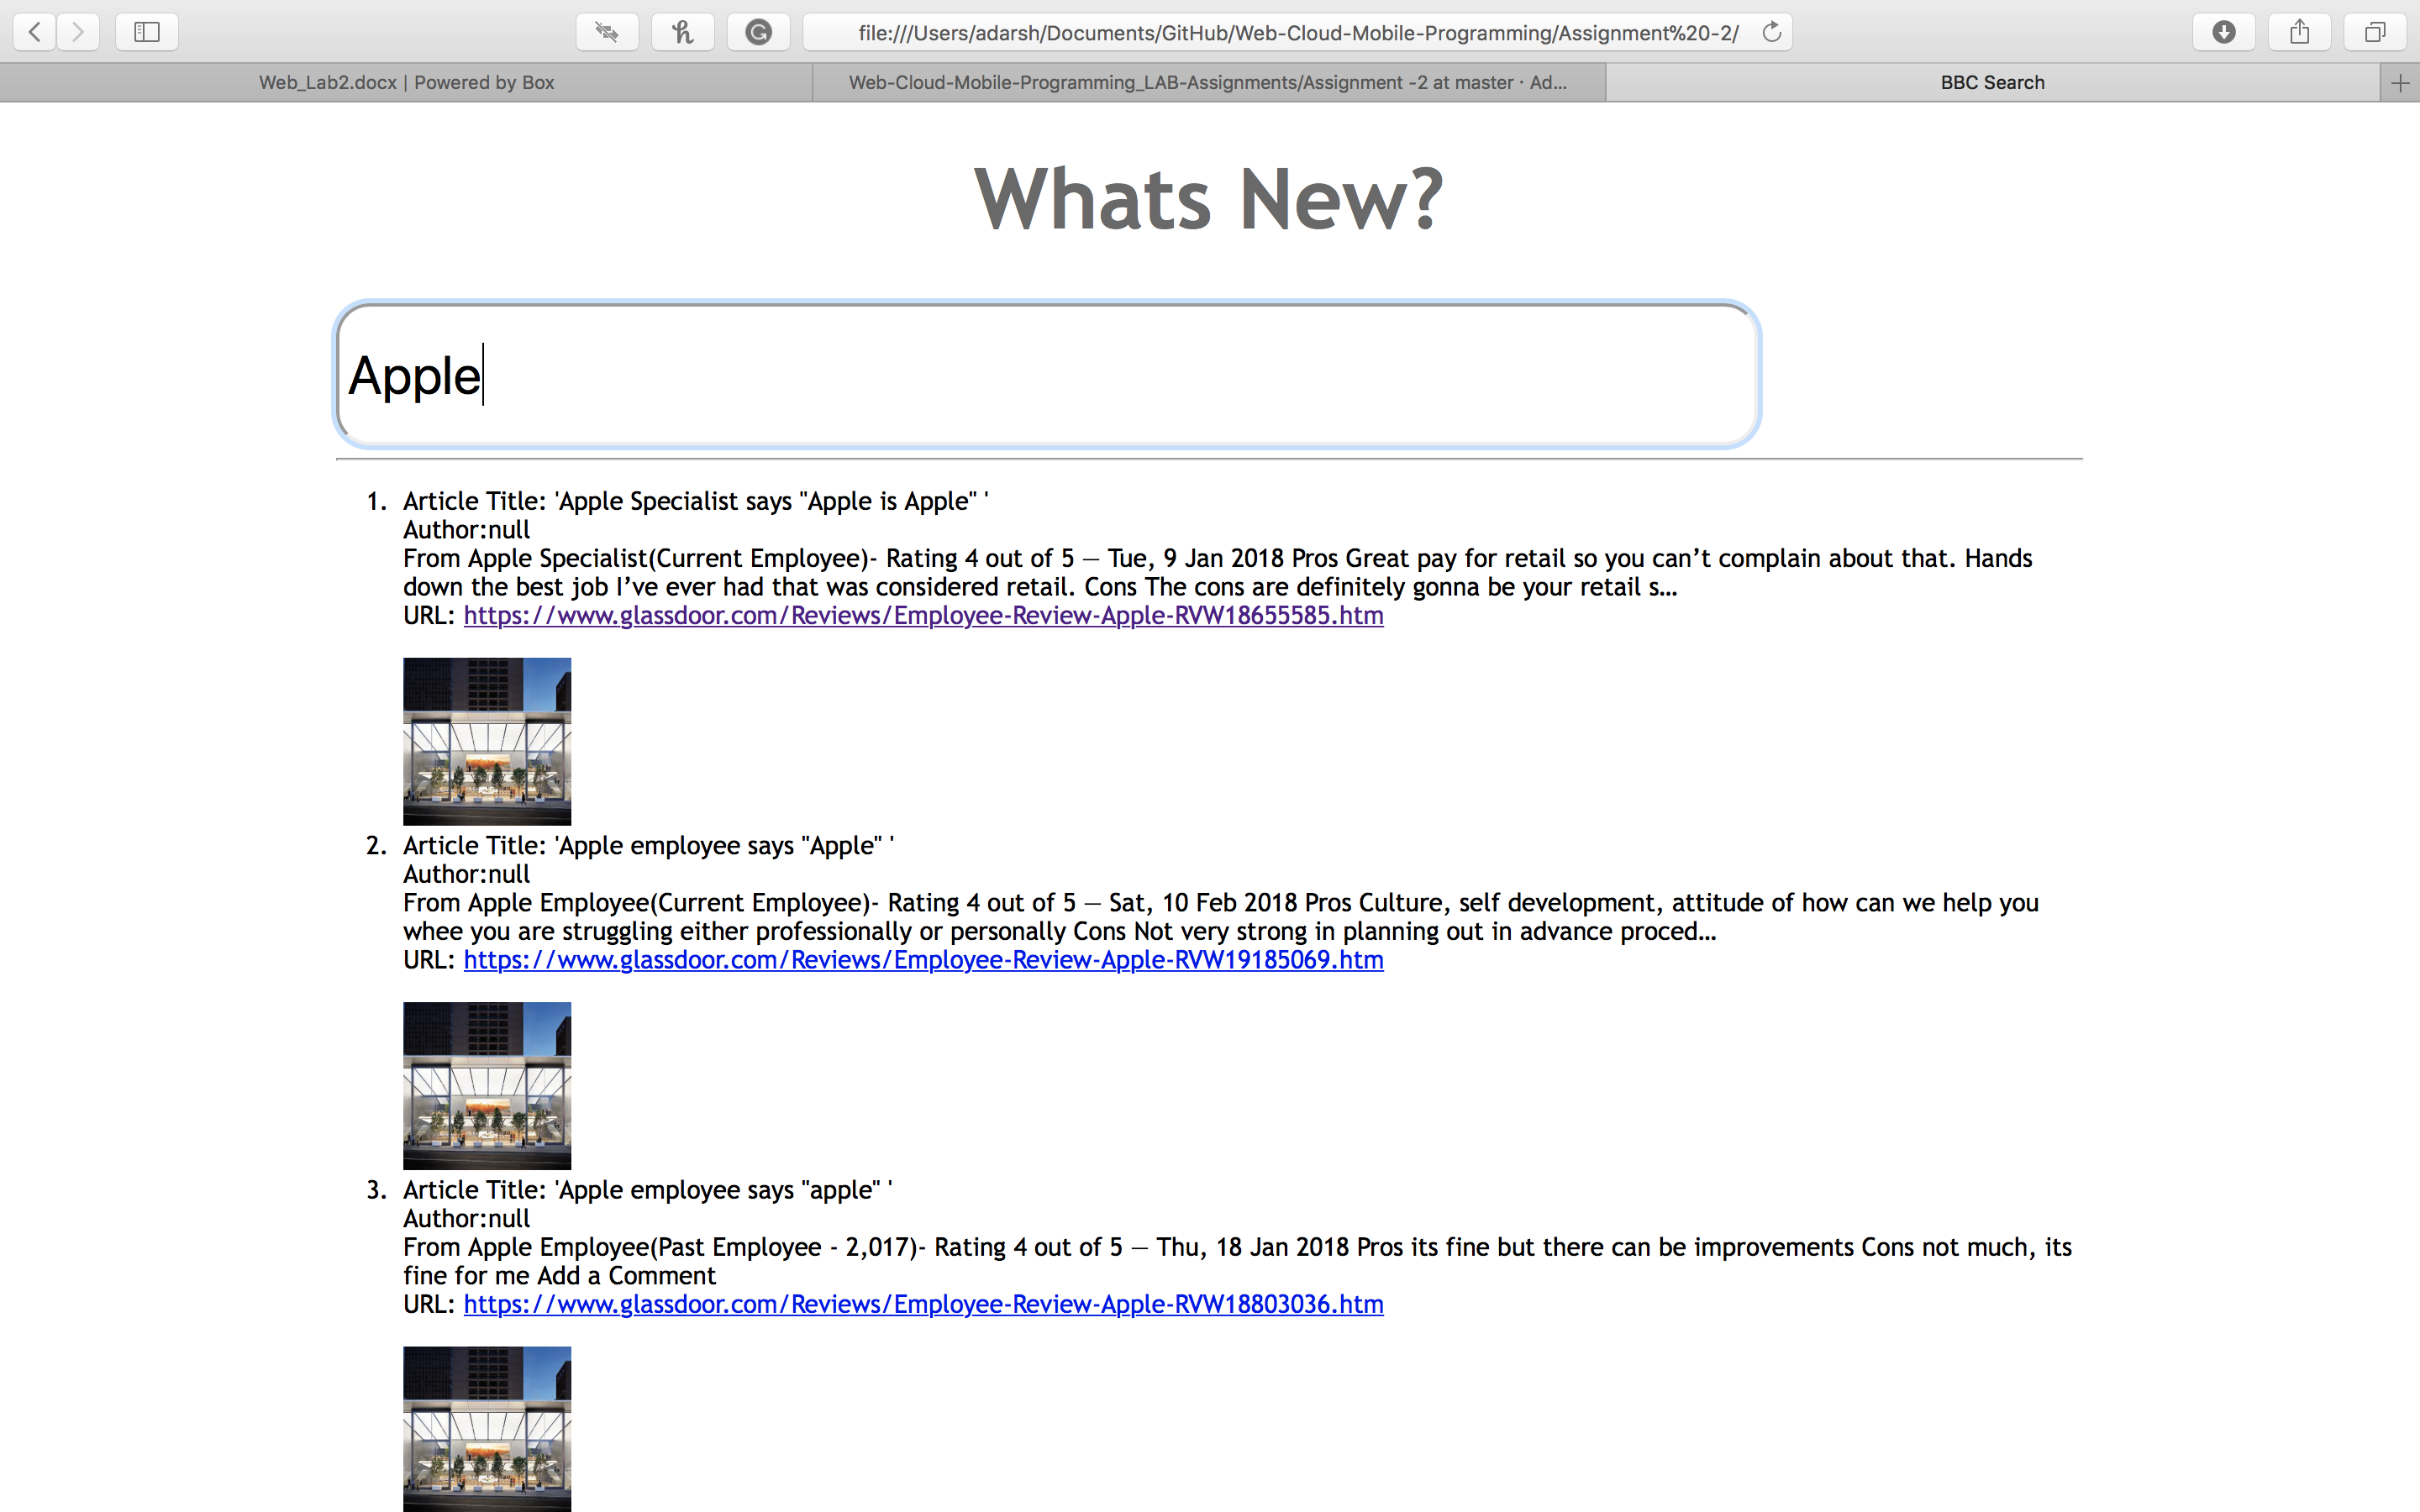 file:///Users/adarsh/Documents/GitHub/Web-Cloud-Mobile-Programming/Assignment%20-2/
Web_Lab2.docx | Powered by Box
Web-Cloud-Mobile-Programming_LAB-Assignments/Assignment -2 at master · Ad...
BBC Search
Whats New?
Apple
1. Article Title: 'Apple Specialist says "Apple is Apple" '
Author:null
From Apple Specialist(Current Employee)- Rating 4 out of 5 — Tue, 9 Jan 2018 Pros Great pay for retail so you can’t complain about that. Hands
down the best job I’ve ever had that was considered retail. Cons The cons are definitely gonna be your retail s…
URL: https://www.glassdoor.com/Reviews/Employee-Review-Apple-RVW18655585.htm
2. Article Title: 'Apple employee says "Apple" '
Author:null
From Apple Employee(Current Employee)- Rating 4 out of 5 — Sat, 10 Feb 2018 Pros Culture, self development, attitude of how can we help you
whee you are struggling either professionally or personally Cons Not very strong in planning out in advance proced…
URL: https://www.glassdoor.com/Reviews/Employee-Review-Apple-RVW19185069.htm
3. Article Title: 'Apple employee says "apple" '
Author:null
From Apple Employee(Past Employee - 2,017)- Rating 4 out of 5 — Thu, 18 Jan 2018 Pros its fine but there can be improvements Cons not much, its
fine for me Add a Comment
URL: https://www.glassdoor.com/Reviews/Employee-Review-Apple-RVW18803036.htm